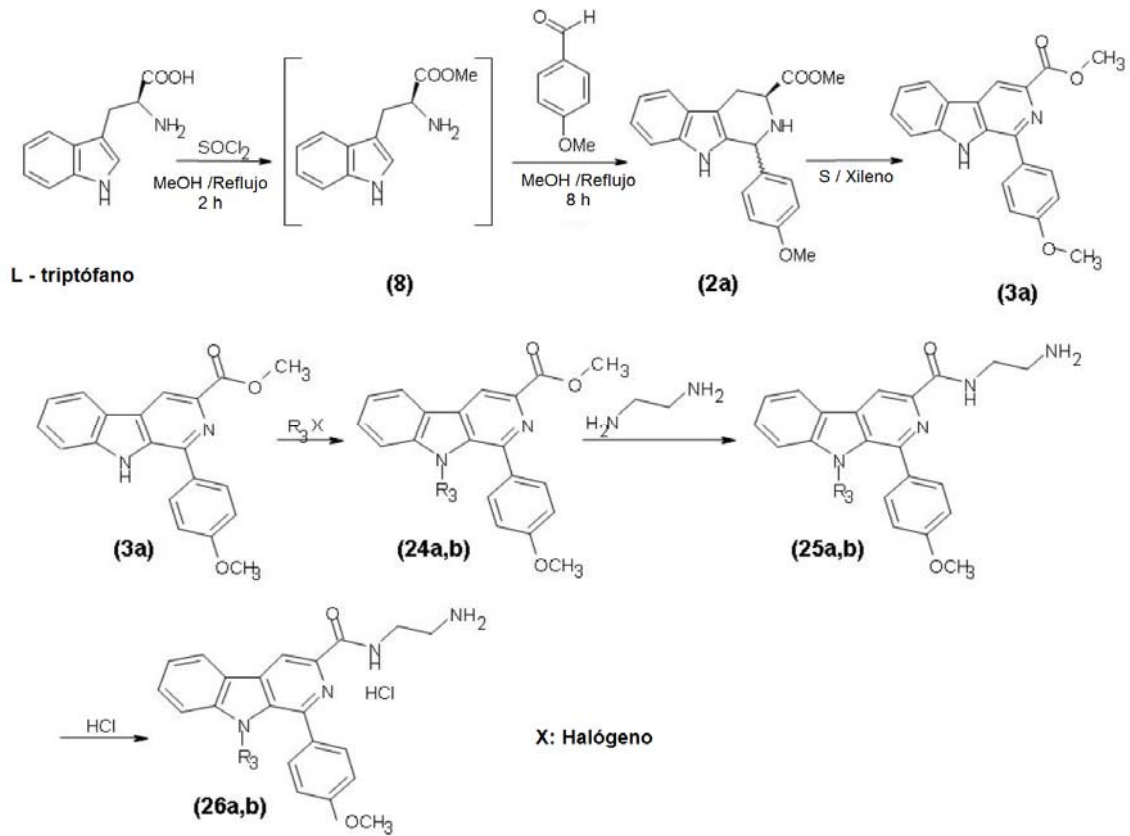 COOH
NH2
N
H
L - triptófano
SOCl2
MeOH /Reflujo
2 h
COOMe
NH2
N
H
(8)
O
H
OMe
MeOH /Reflujo
8 h
COOMe
NH
N
H
OMe
(2a)
S / Xileno
O
CH3
O
N
N
H
O
CH3
(3a)
O
CH3
O
N
N
H
OCH3
(3a)
R3 X
O
CH3
O
N
N
R3
OCH3
(24a,b)
NH2
H2N
O
NH2
N
H
N
N
R3
OCH3
(25a,b)
HCl
O
NH2
N
H
N
HCl
N
R3
OCH3
(26a,b)
X: Halógeno